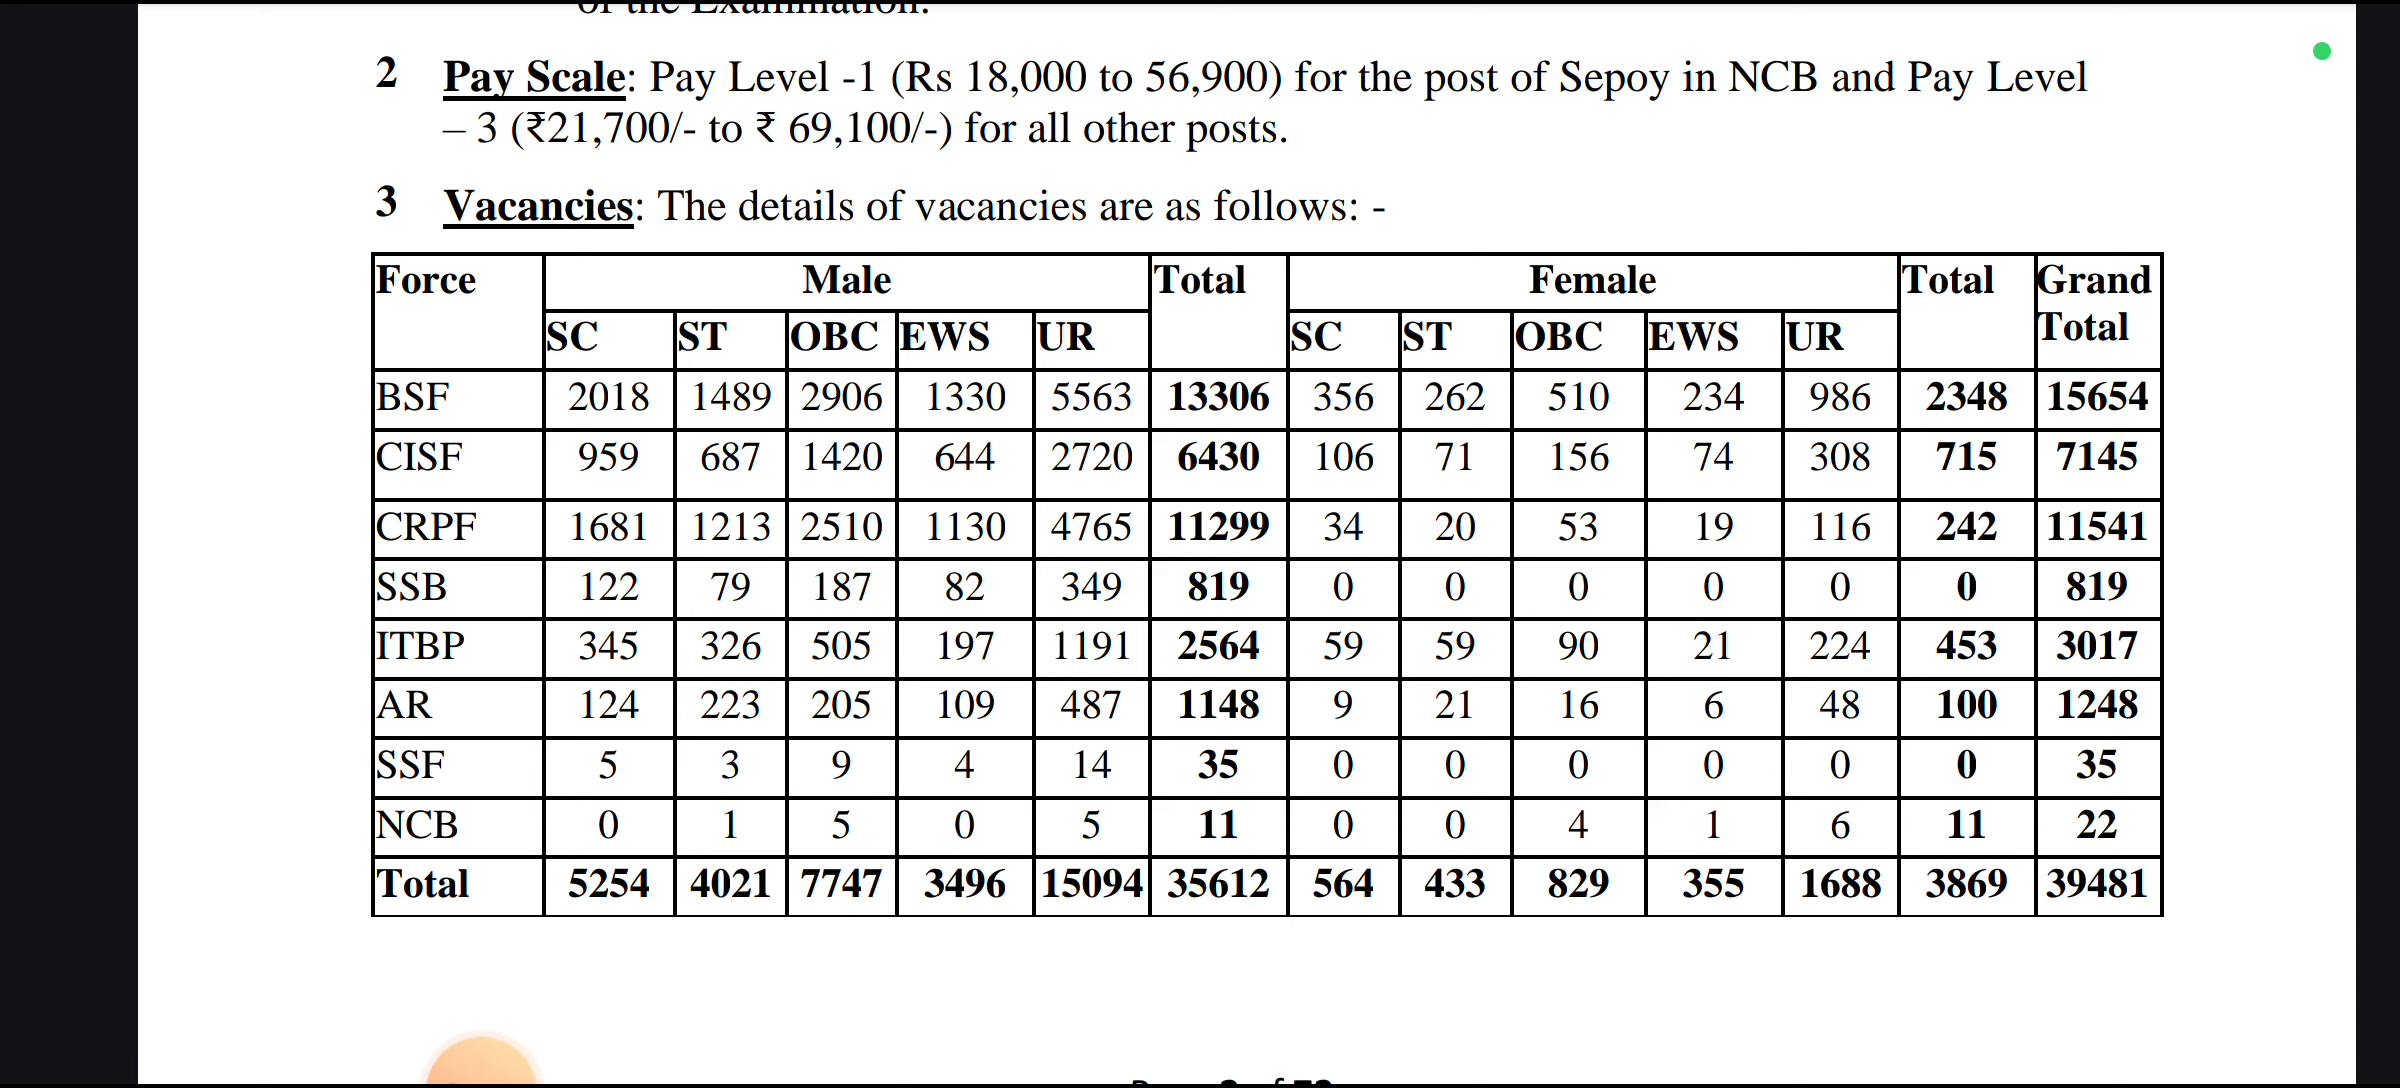 of the Examination.
2 Pay Scale: Pay Level -1 (Rs 18,000 to 56,900) for the post of Sepoy in NCB and Pay Level
– 3 (₹21,700/- to ₹ 69,100/-) for all other posts.
3 Vacancies: The details of vacancies are as follows: -
Force Male Total Female Total Grand Total
SC ST OBC EWS UR SC ST OBC EWS UR
BSF 2018 1489 2906 1330 5563 13306 356 262 510 234 986 2348 15654
CISF 959 687 1420 644 2720 6430 106 71 156 74 308 715 7145
CRPF 1681 1213 2510 1130 4765 11299 34 20 53 19 116 242 11541
SSB 122 79 187 82 349 819 0 0 0 0 0 0 819
ITBP 345 326 505 197 1191 2564 59 59 90 21 224 453 3017
AR 124 223 205 109 487 1148 9 21 16 6 48 100 1248
SSF 5 3 9 4 14 35 0 0 0 0 0 0 35
NCB 0 1 5 0 5 11 0 0 4 1 6 11 22
Total 5254 4021 7747 3496 15094 35612 564 433 829 355 1688 3869 39481